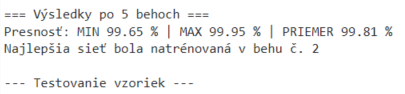 === Výsledky po 5 behoch ===
Presnosť: MIN 99.65 % | MAX 99.95 % | PRIEMER 99.81 %
Najlepšia sieť bola natrénovaná v behu č. 2
--- Testovanie vzoriek ---